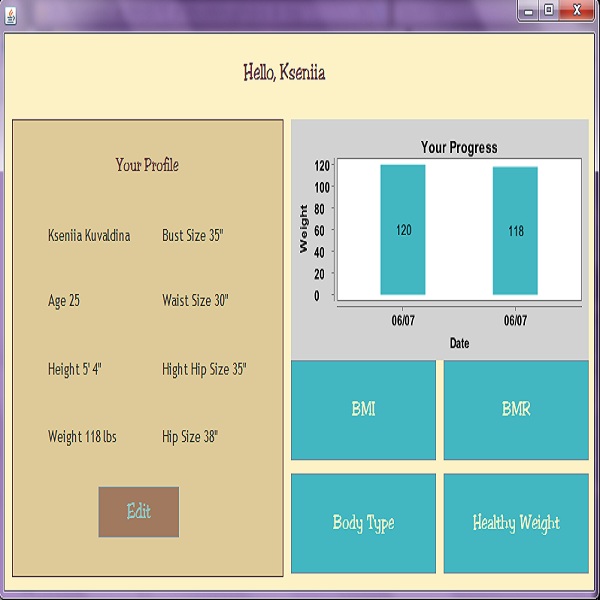 Hello, Kseniia
Your Profile
Kseniia Kuvaldina
Bust Size 35"
Age 25
Waist Size 30"
Height 5' 4"
Hight Hip Size 35"
Weight 118 lbs
Hip Size 38"
Edit
Your Progress
Weight
120
100
80
60
40
20
0
120
118
06/07
06/07
Date
BMI
BMR
Body Type
Healthy Weight